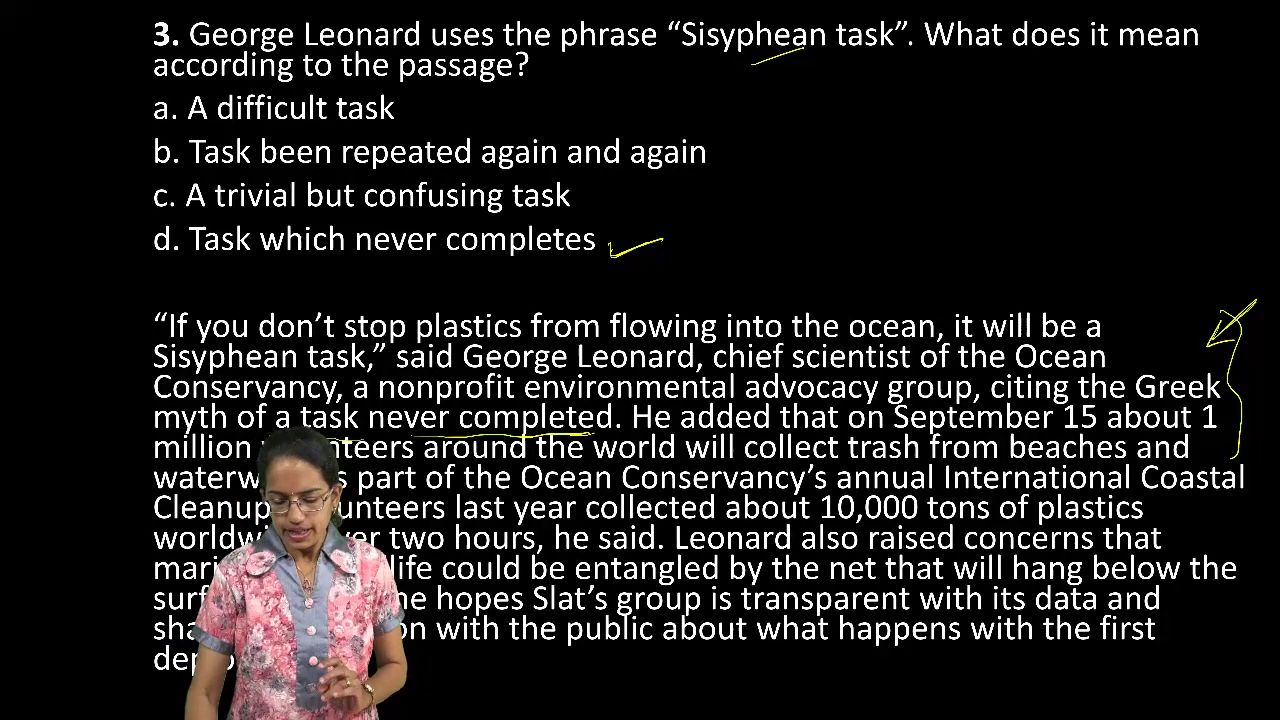 3. George Leonard uses the phrase “Sisyphean task”. What does it mean
according to the passage?
a. A difficult task
b. Task been repeated again and again
c. A trivial but confusing task
d. Task which never completes
“If you don’t stop plastics from flowing into the ocean, it will be a
Sisyphean task,” said George Leonard, chief scientist of the Ocean
Conservancy, a nonprofit environmental advocacy group, citing the Greek
myth of a task never completed. He added that on September 15 about 1
million around the world will collect trash from beaches and
part of the Ocean Conservancy’s annual International Coastal
Cleanup last year collected about 10,000 tons of plastics
two hours, he said. Leonard also raised concerns that
life could be entangled by the net that will hang below the
hopes Slat’s group is transparent with its data and
with the public about what happens with the first